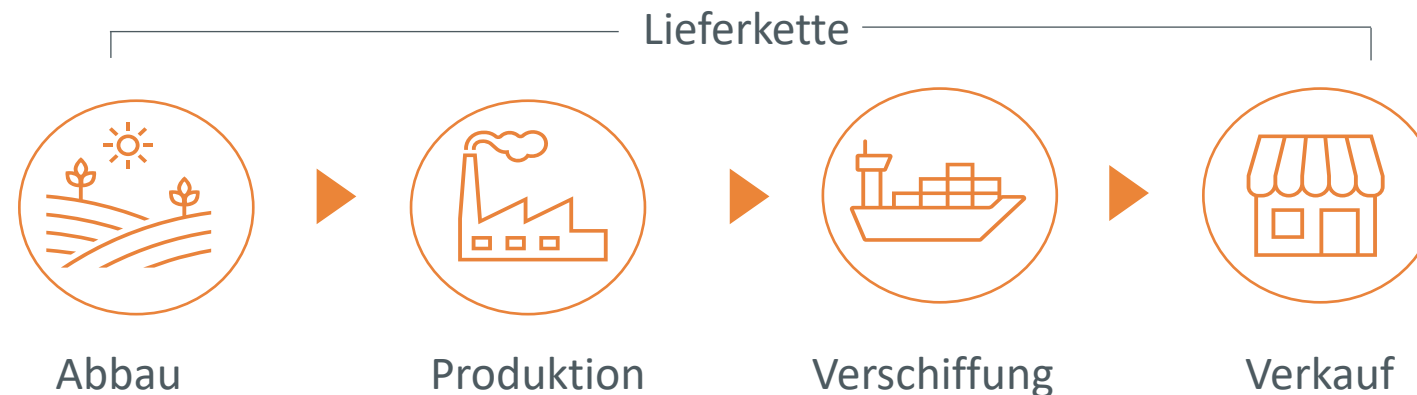 Lieferkette
Abbau
Produktion
Verschiffung
Verkauf